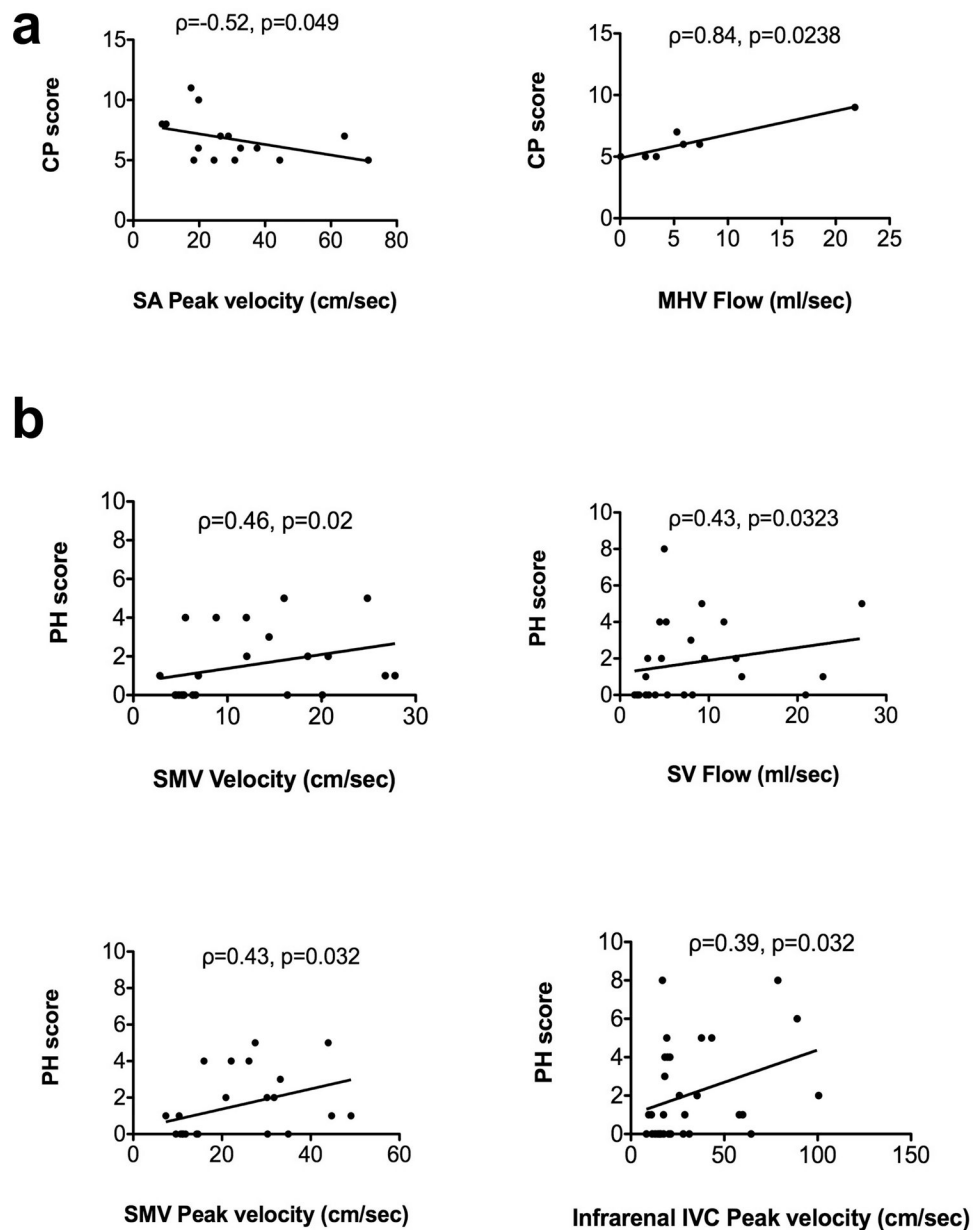 a
ρ=-0.52, p=0.049
15
10
5
0
CP score
0 20 40 60 80
SA Peak velocity (cm/sec)
ρ=0.84, p=0.0238
15
10
5
0
CP score
0 5 10 15 20 25
MHV Flow (ml/sec)
b
ρ=0.46, p=0.02
10
8
6
4
2
0
PH score
0 10 20 30
SMV Velocity (cm/sec)
ρ=0.43, p=0.0323
10
8
6
4
2
0
PH score
0 10 20 30
SV Flow (ml/sec)
ρ=0.43, p=0.032
10
8
6
4
2
0
PH score
0 20 40 60
SMV Peak velocity (cm/sec)
ρ=0.39, p=0.032
10
8
6
4
2
0
PH score
0 50 100 150
Infrarenal IVC Peak velocity (cm/sec)